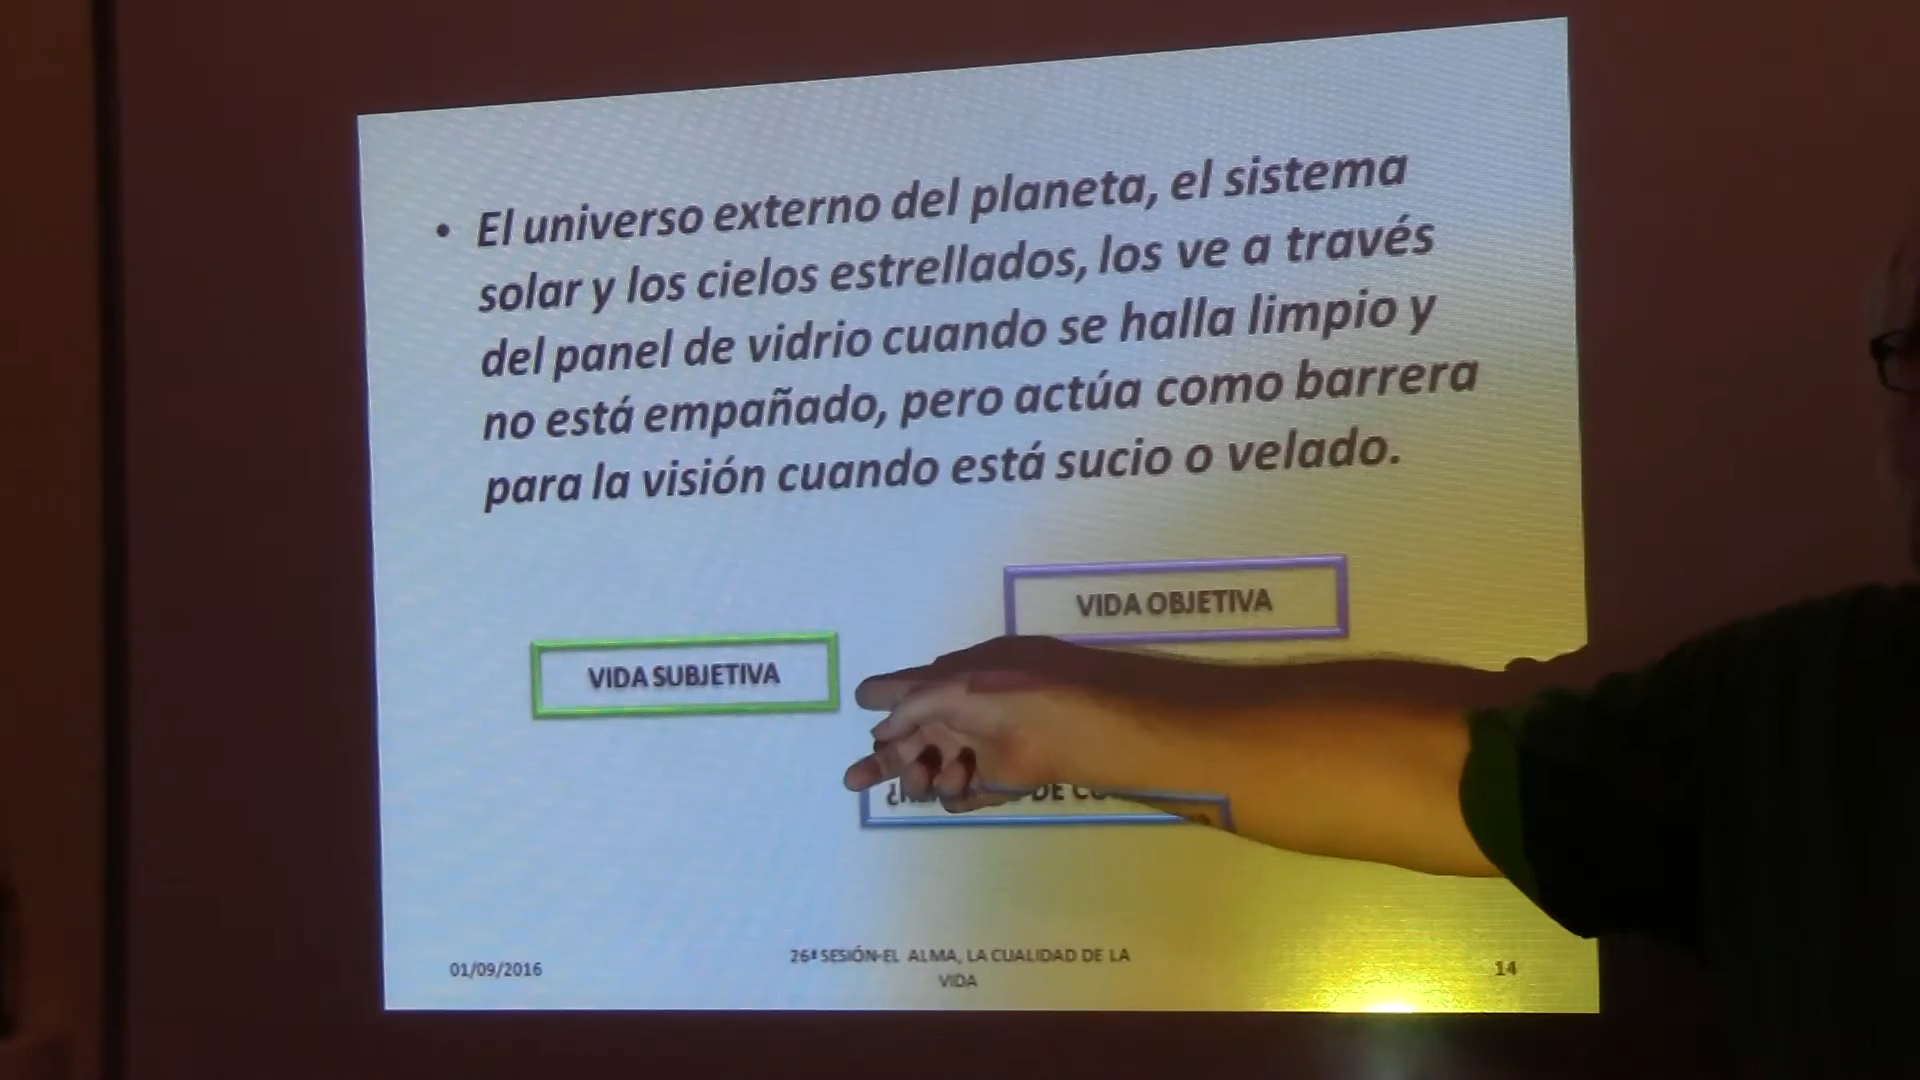 • El universo externo del planeta, el sistema
solar y los cielos estrellados, los ve a través
del panel de vidrio cuando se halla limpio y
no está empañado, pero actúa como barrera
para la visión cuando está sucio o velado.
VIDA OBJETIVA
VIDA SUBJETIVA
DE
01/09/2016
26ª SESIÓN-EL ALMA, LA CUALIDAD DE LA
VIDA
14